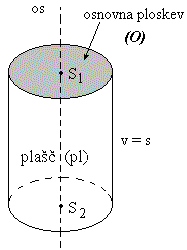 os
osnovna ploskev
(O)
S1
v = s
plašč (pl)
S2